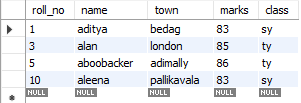 roll_no name town marks class
1 aditya bedag 83 sy
3 alan london 85 ty
5 aboobacker adimally 86 ty
10 aleena pallikavala 83 sy
NULL NULL NULL NULL NULL